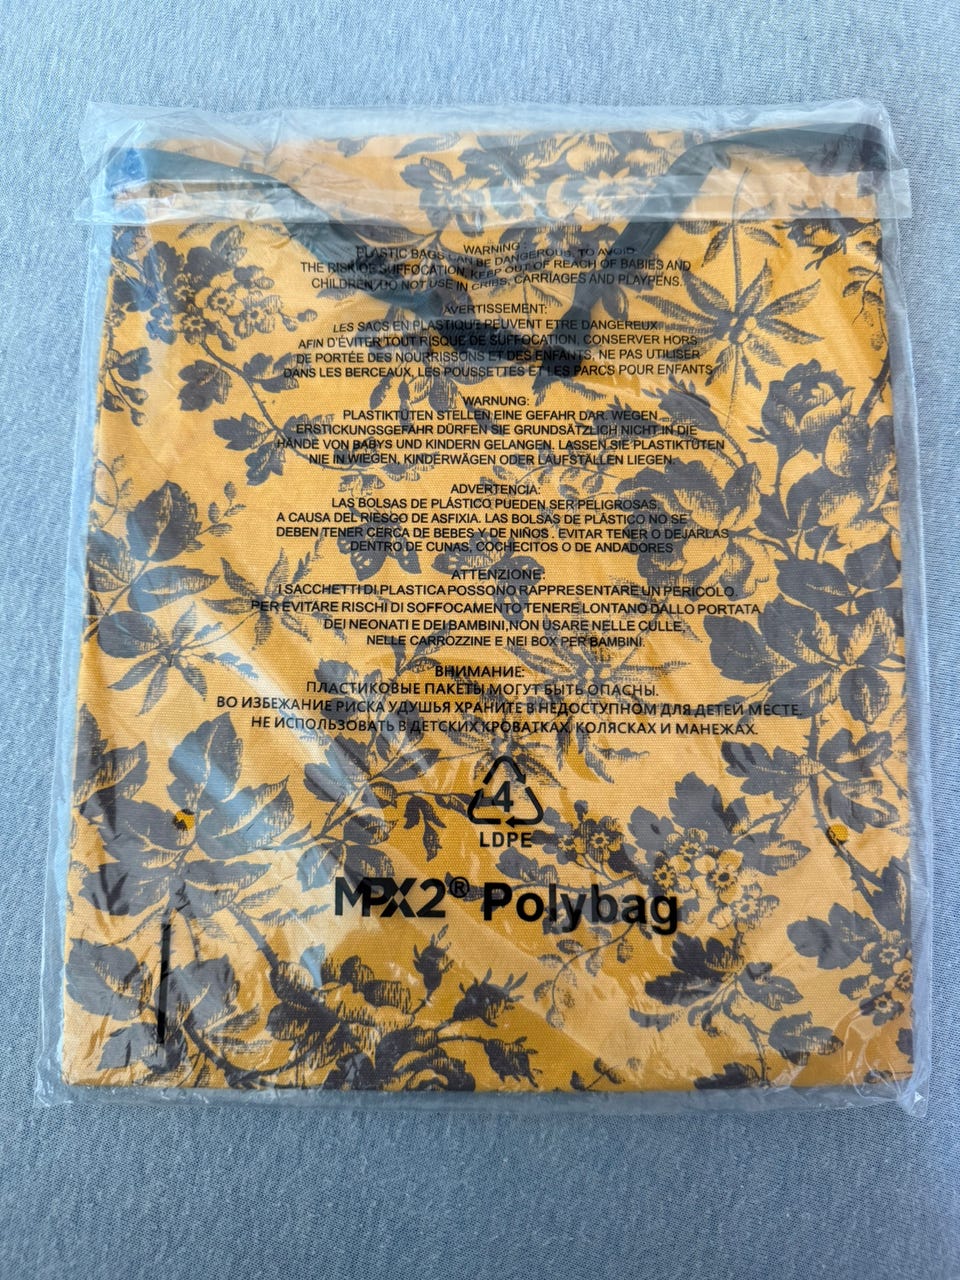 WARNING :
PLASTIC BAGS CAN BE DANGEROUS. TO AVOID
THE RISK OF SUFFOCATION, KEEP OUT OF REACH OF BABIES AND
CHILDREN. DO NOT USE IN CRIBS, CARRIAGES AND PLAYPENS.
AVERTISSEMENT:
LES SACS EN PLASTIQUE PEUVENT ETRE DANGEREUX
AFIN D'ÉVITER TOUT RISQUE DE SUFFOCATION, CONSERVER HORS
DE PORTÉE DES NOURRISSONS ET DES ENFANTS, NE PAS UTILISER
DANS LES BERCEAUX, LES POUSSETTES ET LES PARCS POUR ENFANTS
WARNUNG:
PLASTIKTÜTEN STELLEN EINE GEFAHR DAR. WEGEN
ERSTICKUNGSGEFAHR DÜRFEN SIE GRUNDSÄTZLICH NICHT IN DIE
HÄNDE VON BABYS UND KINDERN GELANGEN. LASSEN SIE PLASTIKTÜTEN
NIE IN WIEGEN, KINDERWÄGEN ODER LAUFSTÄLLEN LIEGEN.
ADVERTENCIA:
LAS BOLSAS DE PLÁSTICO PUEDEN SER PELIGROSAS,
A CAUSA DEL RIESGO DE ASFIXIA. LAS BOLSAS DE PLÁSTICO NO SE
DEBEN TENER CERCA DE BEBES Y DE NIÑOS . EVITAR TENER O DEJARLAS
DENTRO DE CUNAS, COCHECITOS O DE ANDADORES
ATTENZIONE:
I SACCHETTI DI PLASTICA POSSONO RAPPRESENTARE UN PERICOLO.
PER EVITARE RISCHI DI SOFFOCAMENTO TENERE LONTANO DALLO PORTATA
DEI NEONATI E DEI BAMBINI,NON USARE NELLE CULLE,
NELLE CARROZZINE E NEI BOX PER BAMBINI.
ВНИМАНИЕ:
ПЛАСТИКОВЫЕ ПАКЕТЫ МОГУТ БЫТЬ ОПАСНЫ.
ВО ИЗБЕЖАНИЕ РИСКА УДУШЬЯ ХРАНИТЕ В НЕДОСТУПНОМ ДЛЯ ДЕТЕЙ МЕСТЕ.
НЕ ИСПОЛЬЗОВАТЬ В ДЕТСКИХ КРОВАТКАХ, КОЛЯСКАХ И МАНЕЖАХ.
4
LDPE
MPX2® Polybag